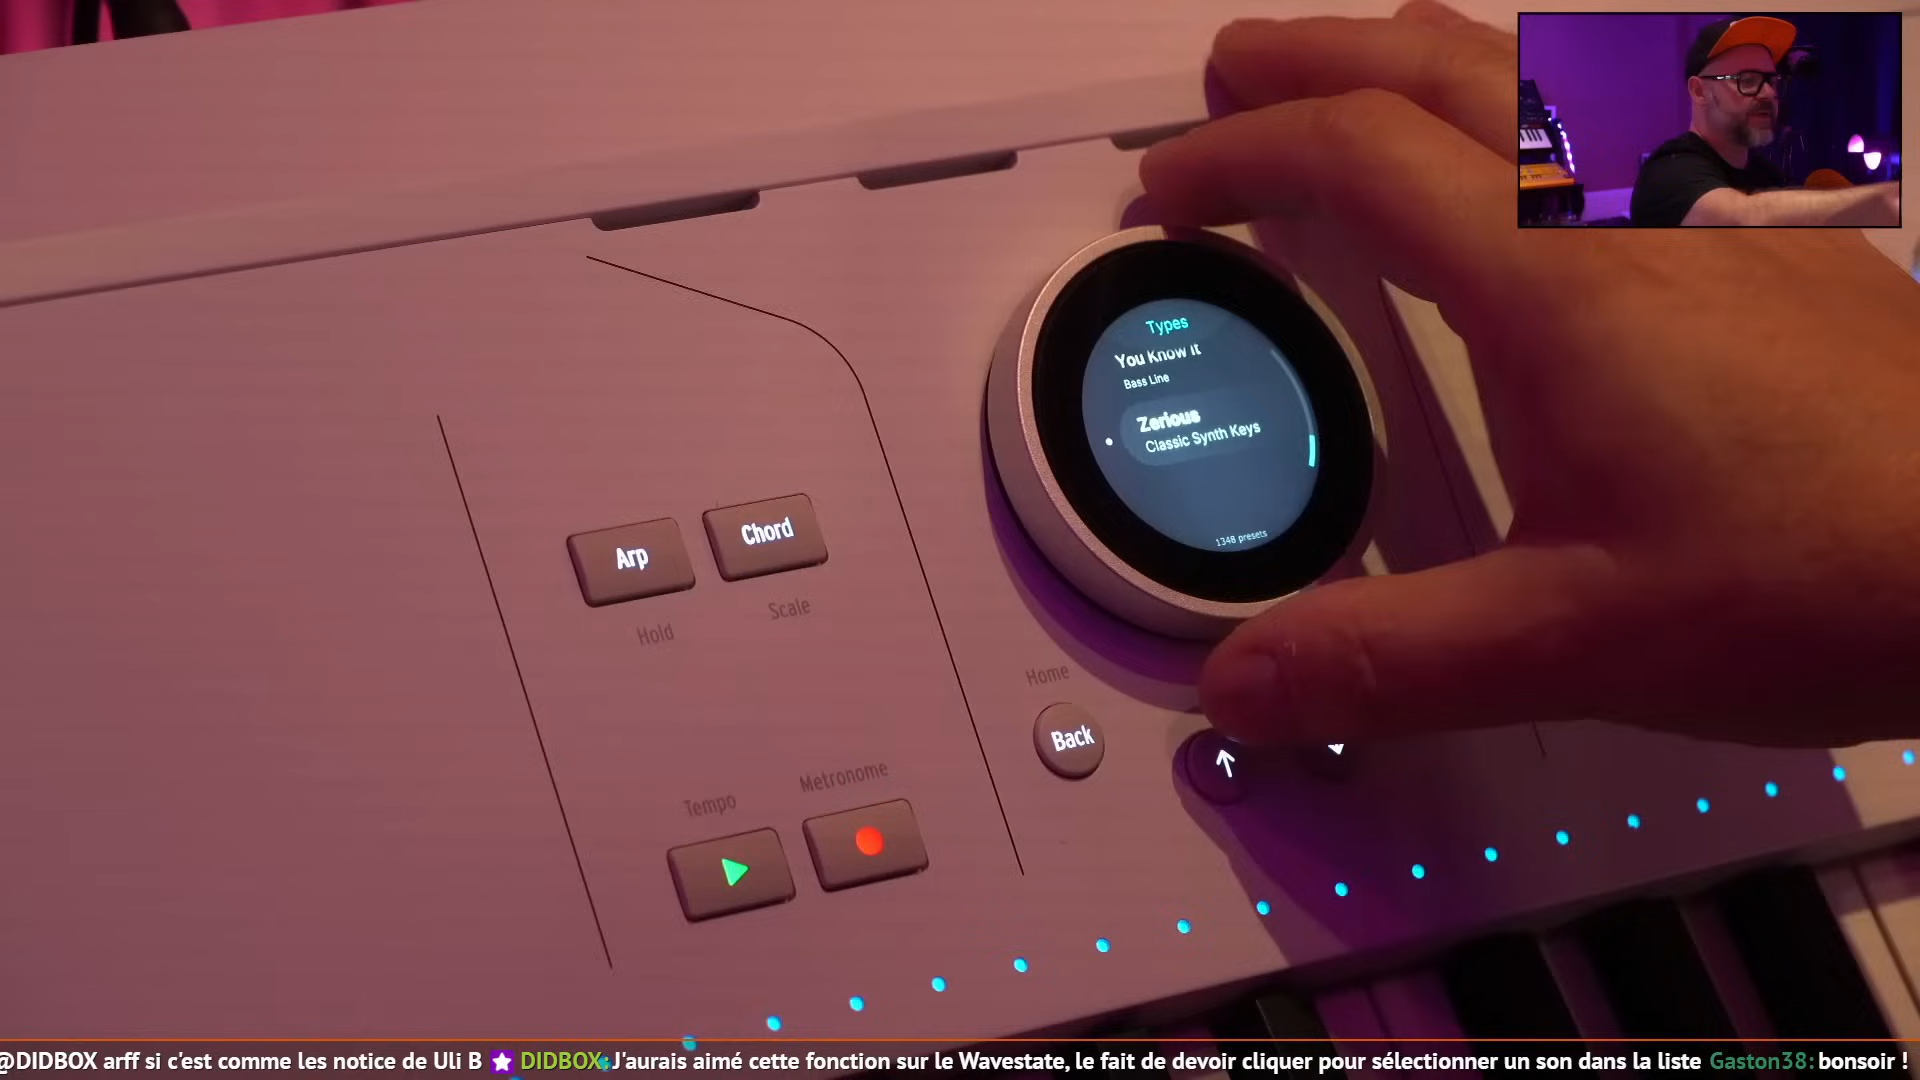 Types
You Know It
Bass Line
Zerious
Classic Synth Keys
1348 presets
Arp
Chord
Hold
Scale
Home
Back
Tempo
Metronome
@DIDBOX arff si c'est comme les notice de Uli B DIDBOX: J'aurais aimé cette fonction sur le Wavestate, le fait de devoir cliquer pour sélectionner un son dans la liste Gaston38: bonsoir !